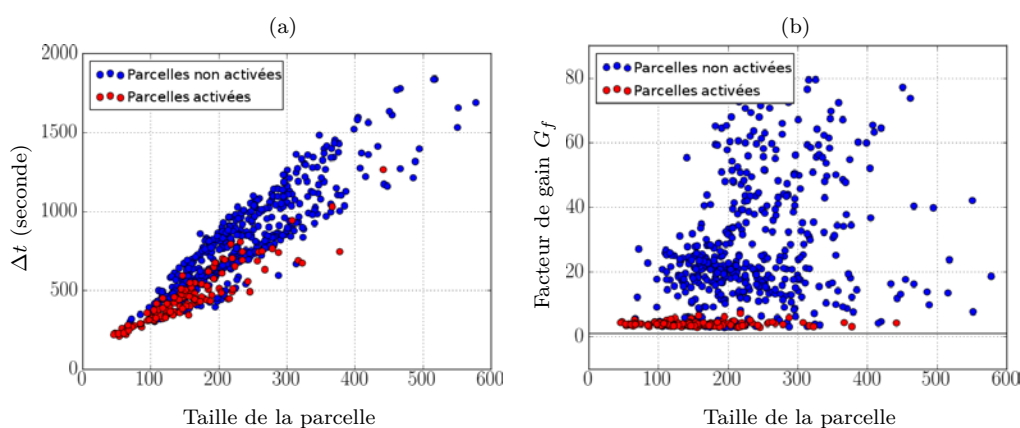 (a)
2000
1500
1000
500
0
0 100 200 300 400 500 600
Δt (seconde)
Taille de la parcelle
Parcelles non activées
Parcelles activées
(b)
80
60
40
20
0
0 100 200 300 400 500 600
Facteur de gain G_f
Taille de la parcelle
Parcelles non activées
Parcelles activées